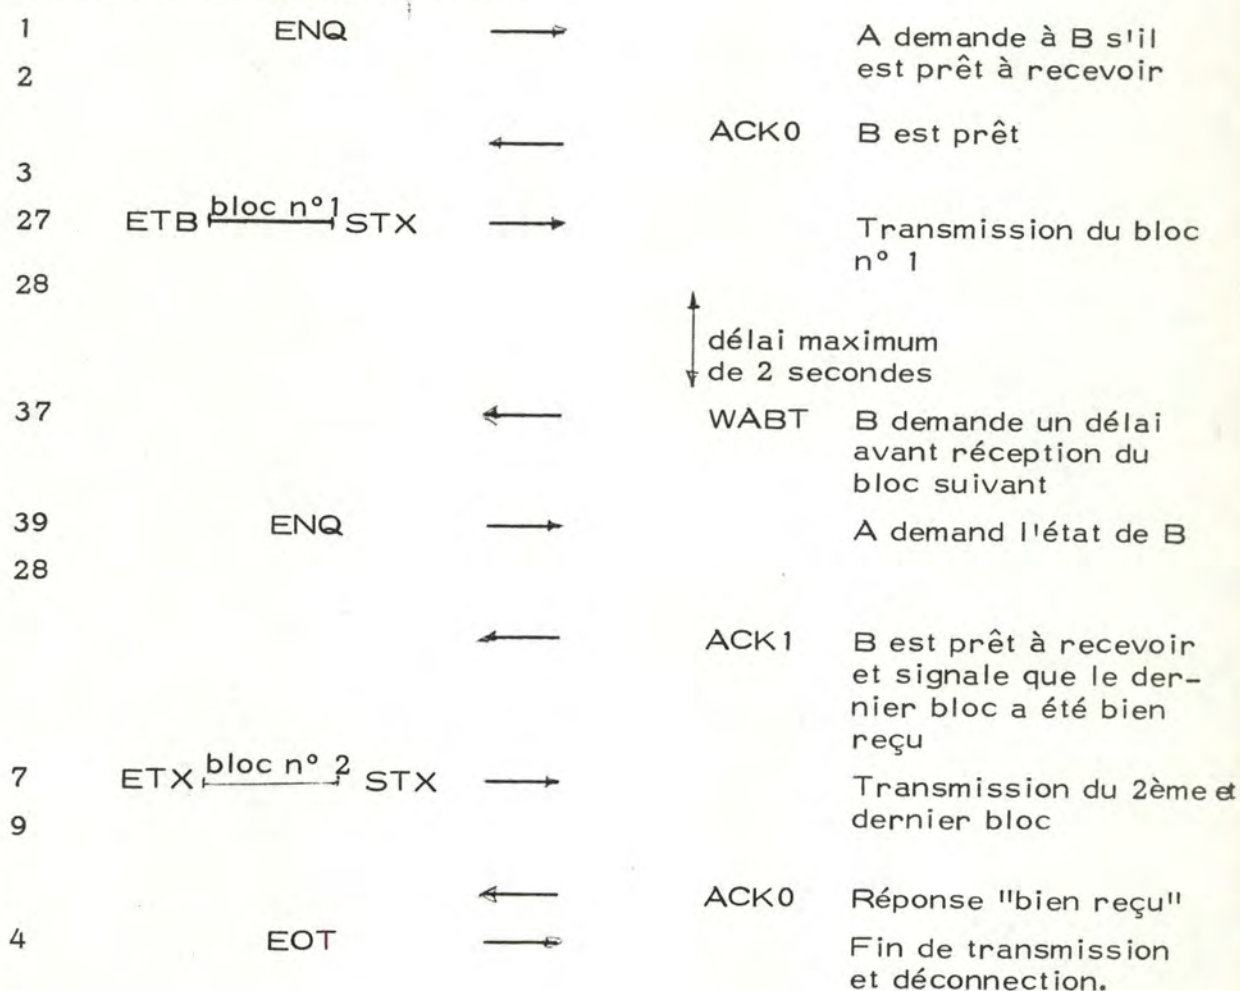 1 ENQ A demande à B s'il
2 est prêt à recevoir
ACK0 B est prêt
3
27 ETB bloc n°1 STX Transmission du bloc
n° 1
28
délai maximum
de 2 secondes
37 WABT B demande un délai
avant réception du
bloc suivant
39 ENQ A demand l'état de B
28
ACK1 B est prêt à recevoir
et signale que le der-
nier bloc a été bien
reçu
7 ETX bloc n° 2 STX Transmission du 2ème et
9 dernier bloc
ACK0 Réponse "bien reçu"
4 EOT Fin de transmission
et déconnection.